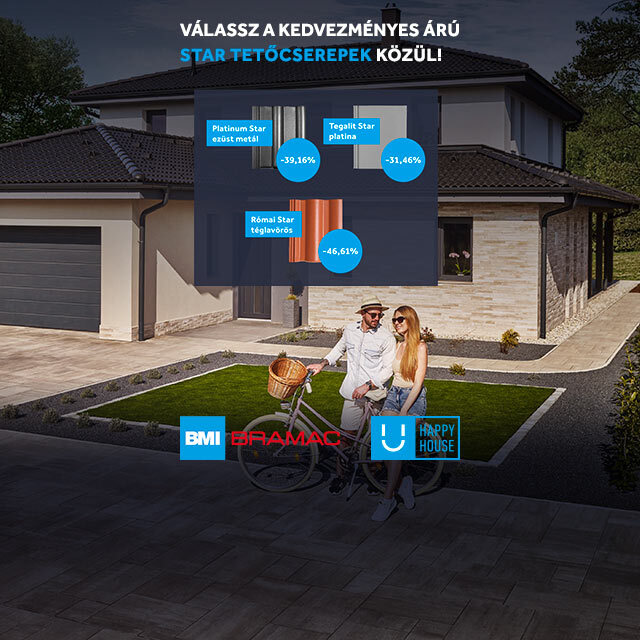 VÁLASSZ A KEDVEZMÉNYES ÁRÚ
STAR TETŐCSEREPEK KÖZÜL!
Platinum Star
ezüst metál
-39,16%
Tegalit Star
platina
-31,46%
Római Star
téglavörös
-46,61%
BMI BRAMAC
HAPPY
HOUSE